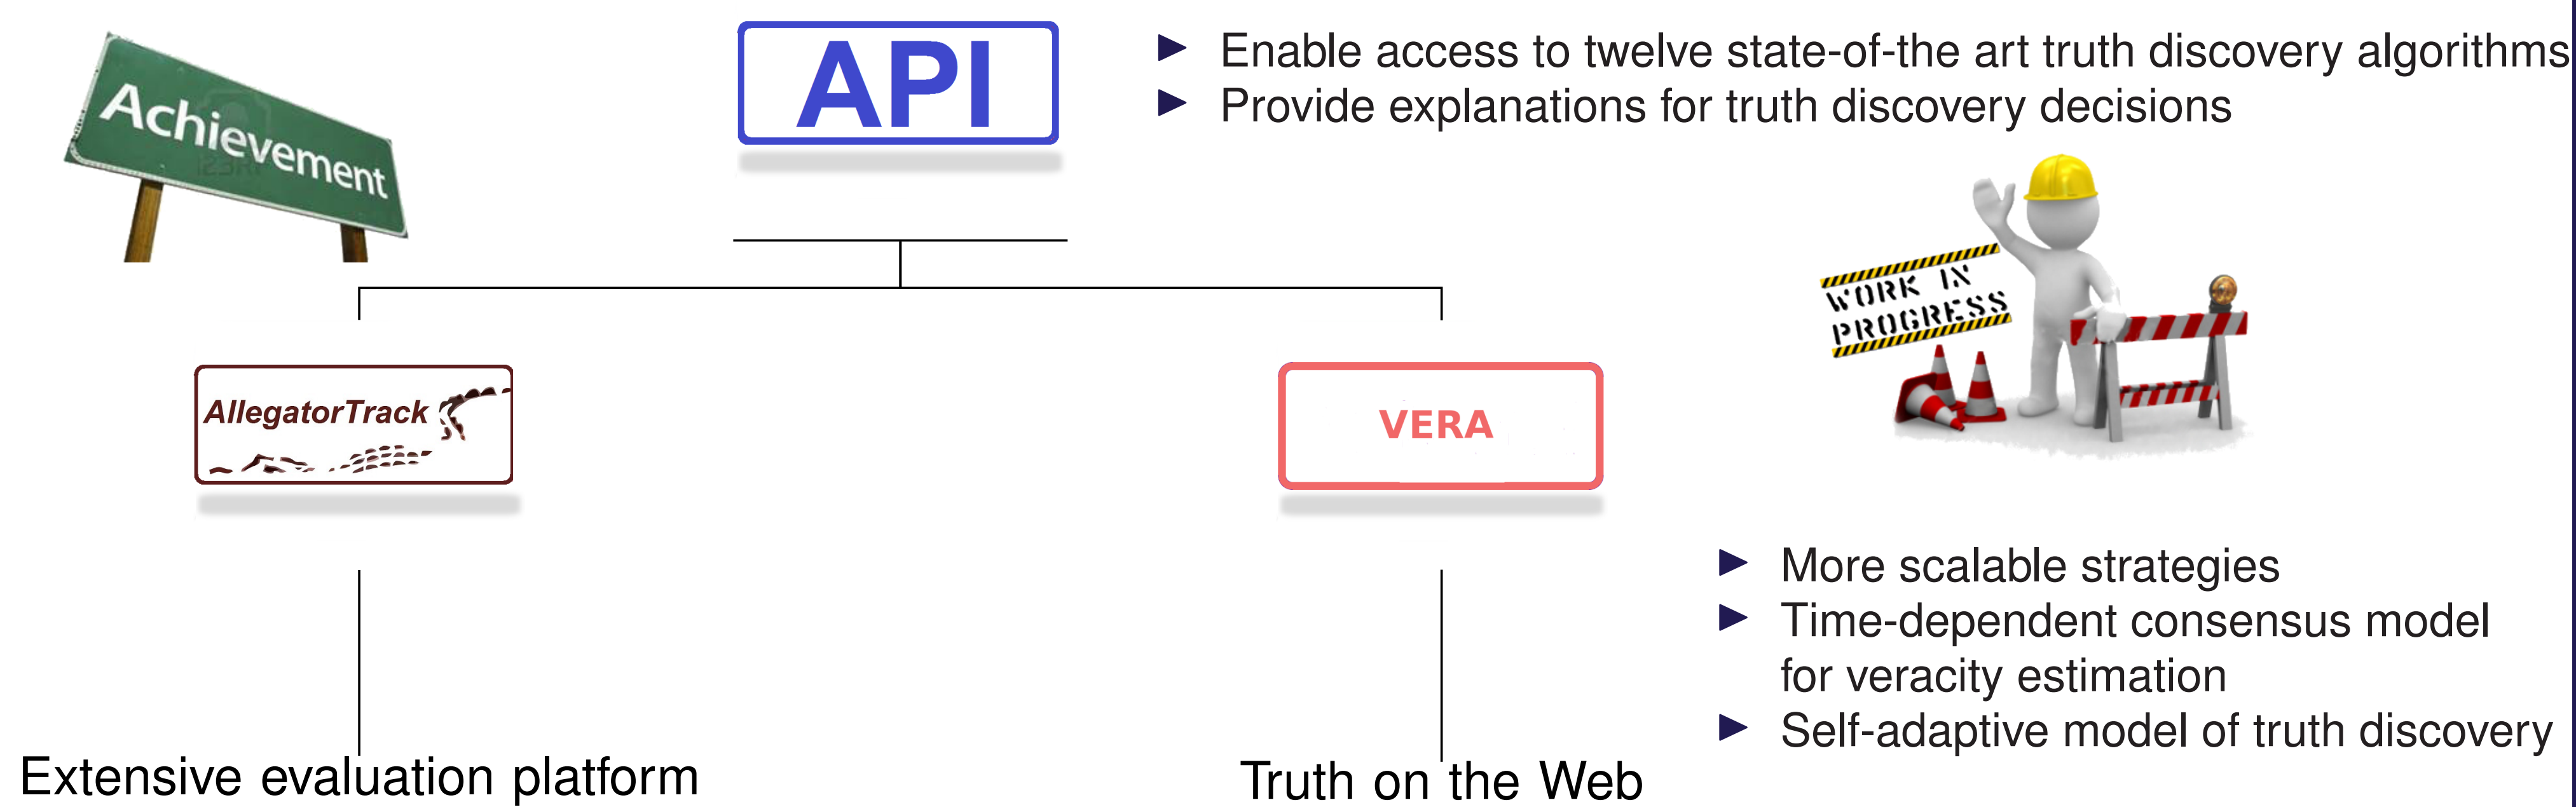 Achievement
API
Enable access to twelve state-of-the art truth discovery algorithms
Provide explanations for truth discovery decisions
WORK IN
PROGRESS
AllegatorTrack
VERA
More scalable strategies
Time-dependent consensus model
for veracity estimation
Self-adaptive model of truth discovery
Extensive evaluation platform
Truth on the Web